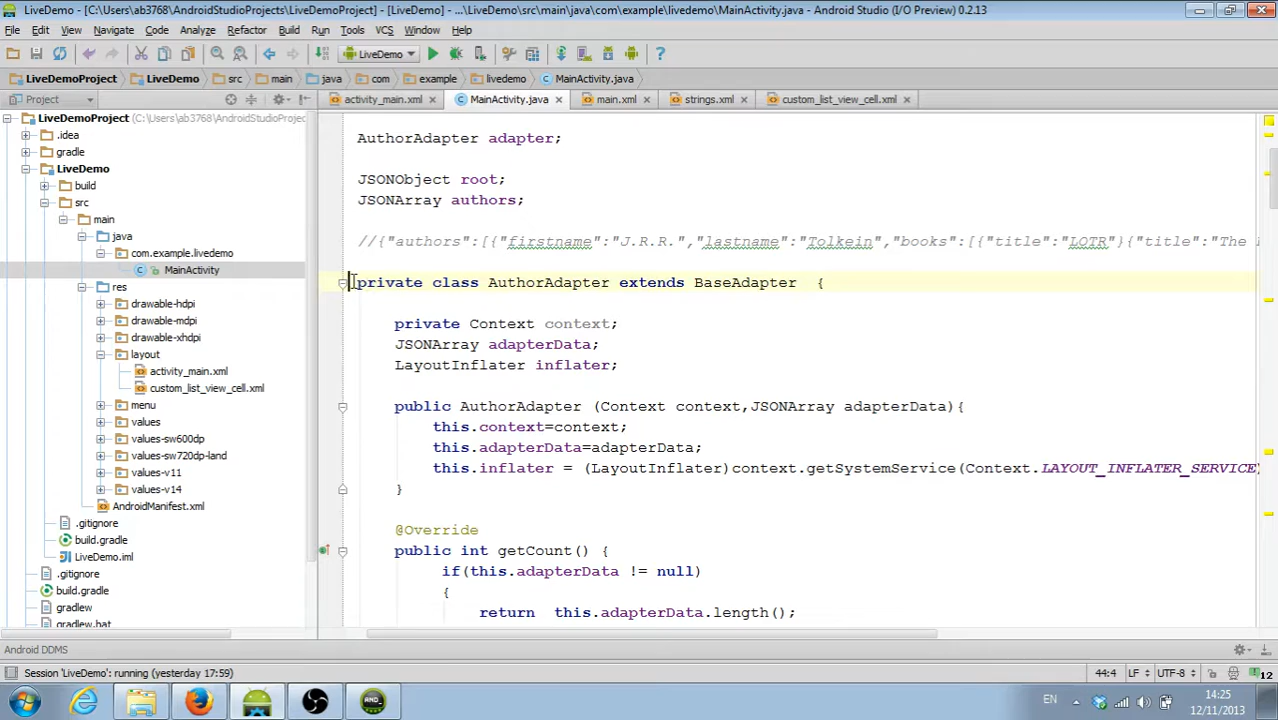 LiveDemo - [C:\Users\ab3768\AndroidStudioProjects\LiveDemoProject] - [LiveDemo] - ...\LiveDemo\src\main\java\com\example\livedemo\MainActivity.java - Android Studio (I/O Preview) 0.2.13
File Edit View Navigate Code Analyze Refactor Build Run Tools VCS Window Help
LiveDemo
LiveDemoProject LiveDemo src main java com example livedemo MainActivity.java
Project
activity_main.xml MainActivity.java main.xml strings.xml custom_list_view_cell.xml
LiveDemoProject (C:\Users\ab3768\AndroidStudioProjec
.idea
gradle
LiveDemo
build
src
main
java
com.example.livedemo
MainActivity
res
drawable-hdpi
drawable-mdpi
drawable-xhdpi
layout
activity_main.xml
custom_list_view_cell.xml
menu
values
values-sw600dp
values-sw720dp-land
values-v11
values-v14
AndroidManifest.xml
.gitignore
build.gradle
LiveDemo.iml
.gitignore
build.gradle
gradlew
gradlew.bat
AuthorAdapter adapter;
JSONObject root;
JSONArray authors;
//{"authors":[{"firstname":"J.R.R.","lastname":"Tolkein","books":[{"title":"LOTR"}{"title":"The
private class AuthorAdapter extends BaseAdapter {
private Context context;
JSONArray adapterData;
LayoutInflater inflater;
public AuthorAdapter (Context context,JSONArray adapterData){
this.context=context;
this.adapterData=adapterData;
this.inflater = (LayoutInflater)context.getSystemService(Context.LAYOUT_INFLATER_SERVICE)
}
@Override
public int getCount() {
if(this.adapterData != null)
{
return this.adapterData.length();
Android DDMS
Session 'LiveDemo': running (yesterday 17:59)
44:4 LF UTF-8 12
EN
14:25
12/11/2013